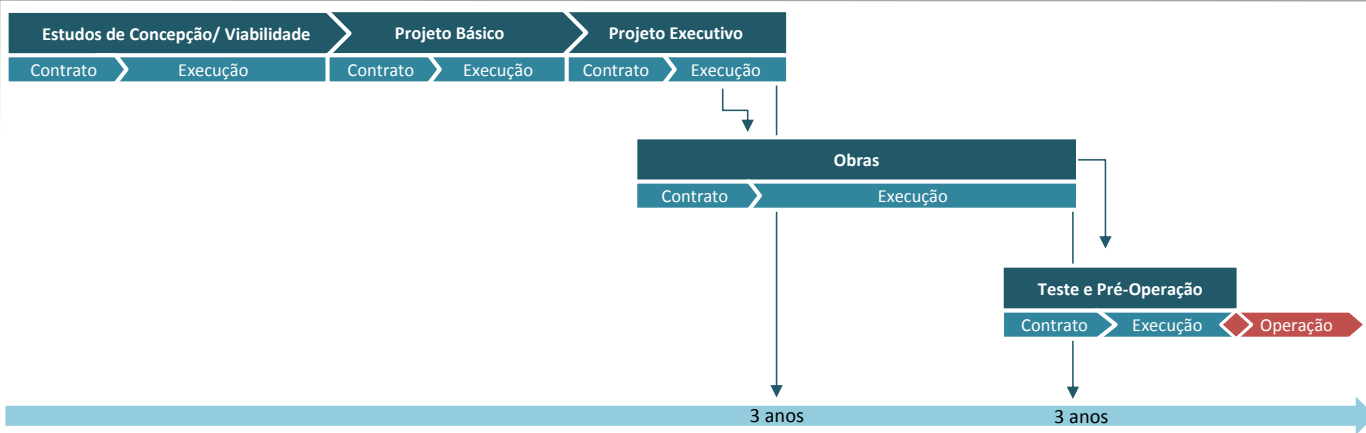 Estudos de Concepção/ Viabilidade
Projeto Básico
Projeto Executivo
Contrato
Execução
Contrato
Execução
Contrato
Execução
Obras
Contrato
Execução
Teste e Pré-Operação
Contrato
Execução
Operação
3 anos
3 anos